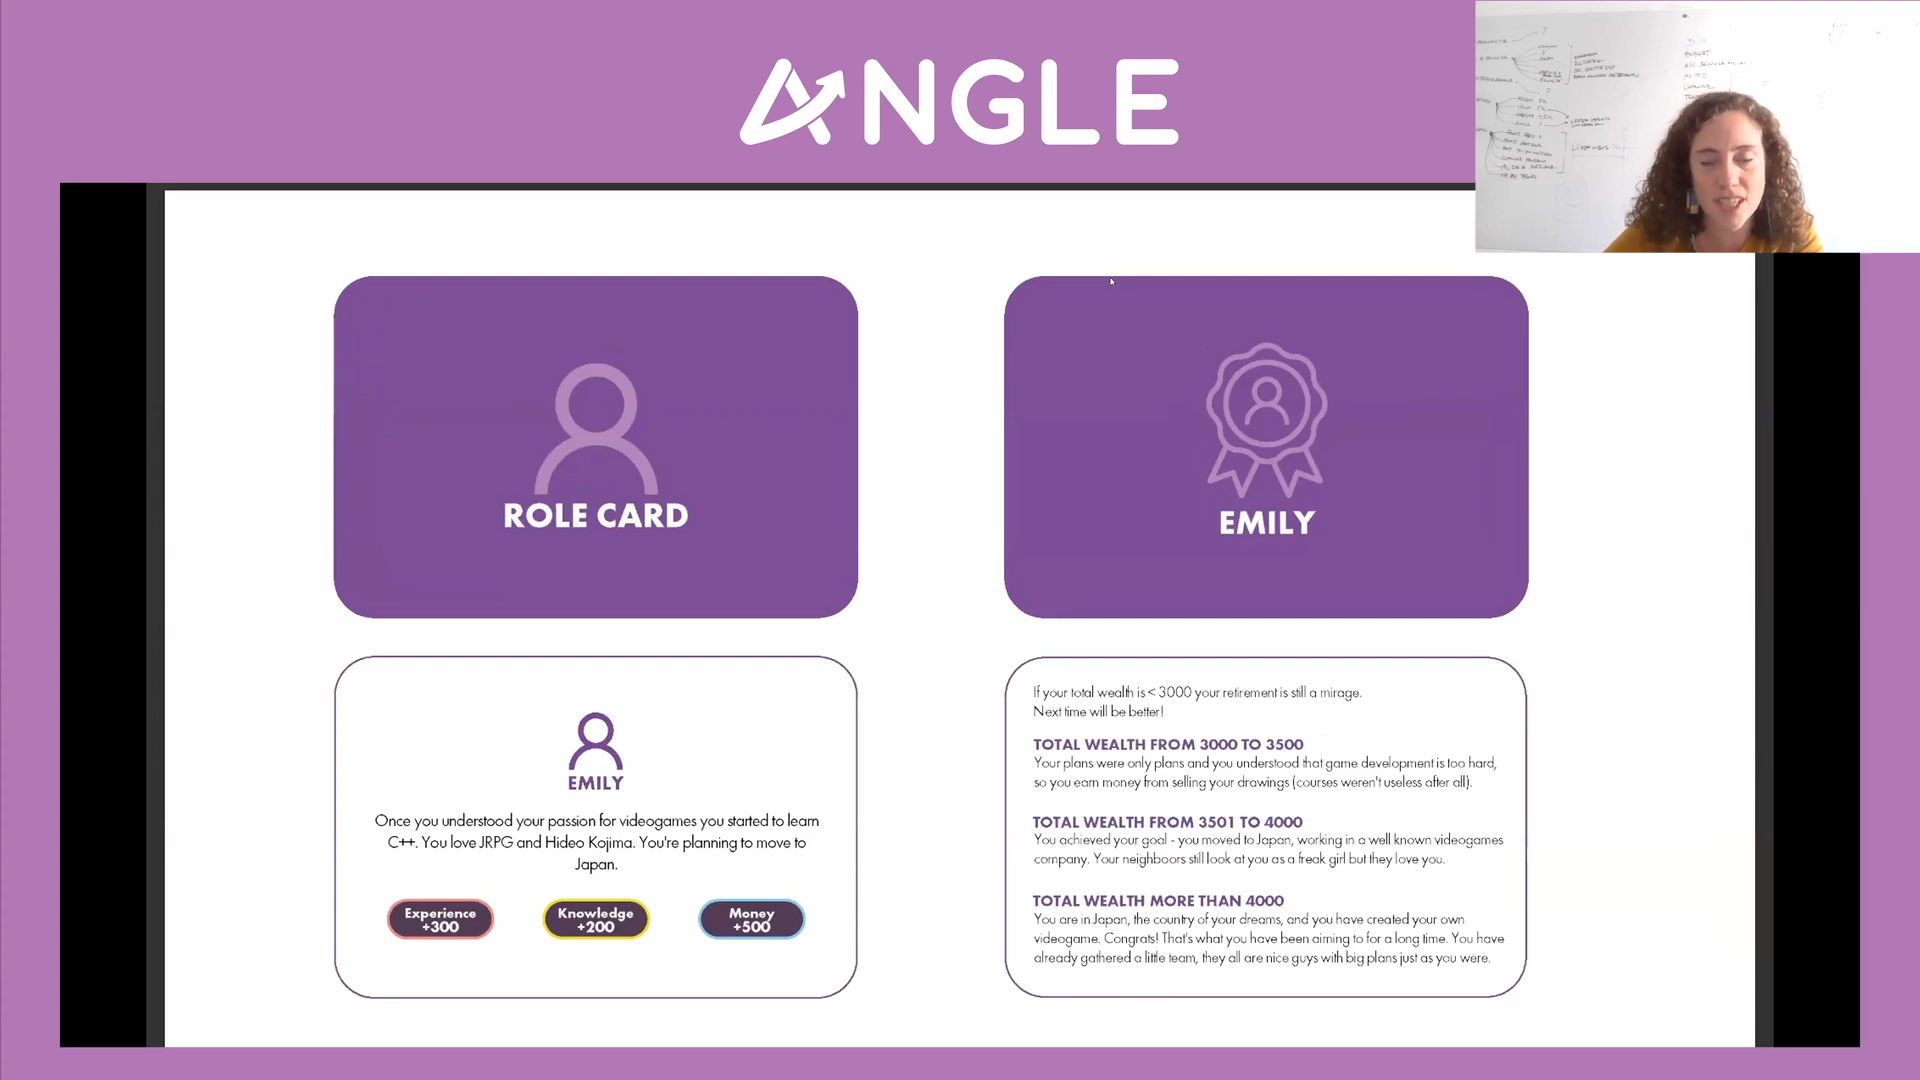 ANGLE
ROLE CARD
EMILY
EMILY
Once you understood your passion for videogames you started to learn
C++. You love JRPG and Hideo Kojima. You're planning to move to
Japan.
Experience
+300
Knowledge
+200
Money
+500
If your total wealth is < 3000 your retirement is still a mirage.
Next time will be better!
TOTAL WEALTH FROM 3000 TO 3500
Your plans were only plans and you understood that game development is too hard,
so you earn money from selling your drawings (courses weren't useless after all).
TOTAL WEALTH FROM 3501 TO 4000
You achieved your goal - you moved to Japan, working in a well known videogames
company. Your neighboors still look at you as a freak girl but they love you.
TOTAL WEALTH MORE THAN 4000
You are in Japan, the country of your dreams, and you have created your own
videogame. Congrats! That's what you have been aiming to for a long time. You have
already gathered a little team, they all are nice guys with big plans just as you were.